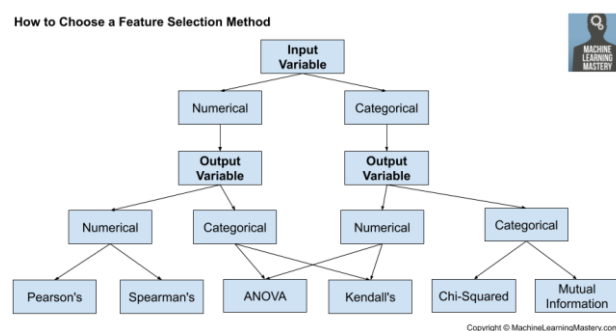 How to Choose a Feature Selection Method
MACHINE
LEARNING
MASTERY
Input
Variable
Numerical
Categorical
Output
Variable
Output
Variable
Numerical
Categorical
Numerical
Categorical
Pearson's
Spearman's
ANOVA
Kendall's
Chi-Squared
Mutual
Information
Copyright © MachineLearningMastery.com